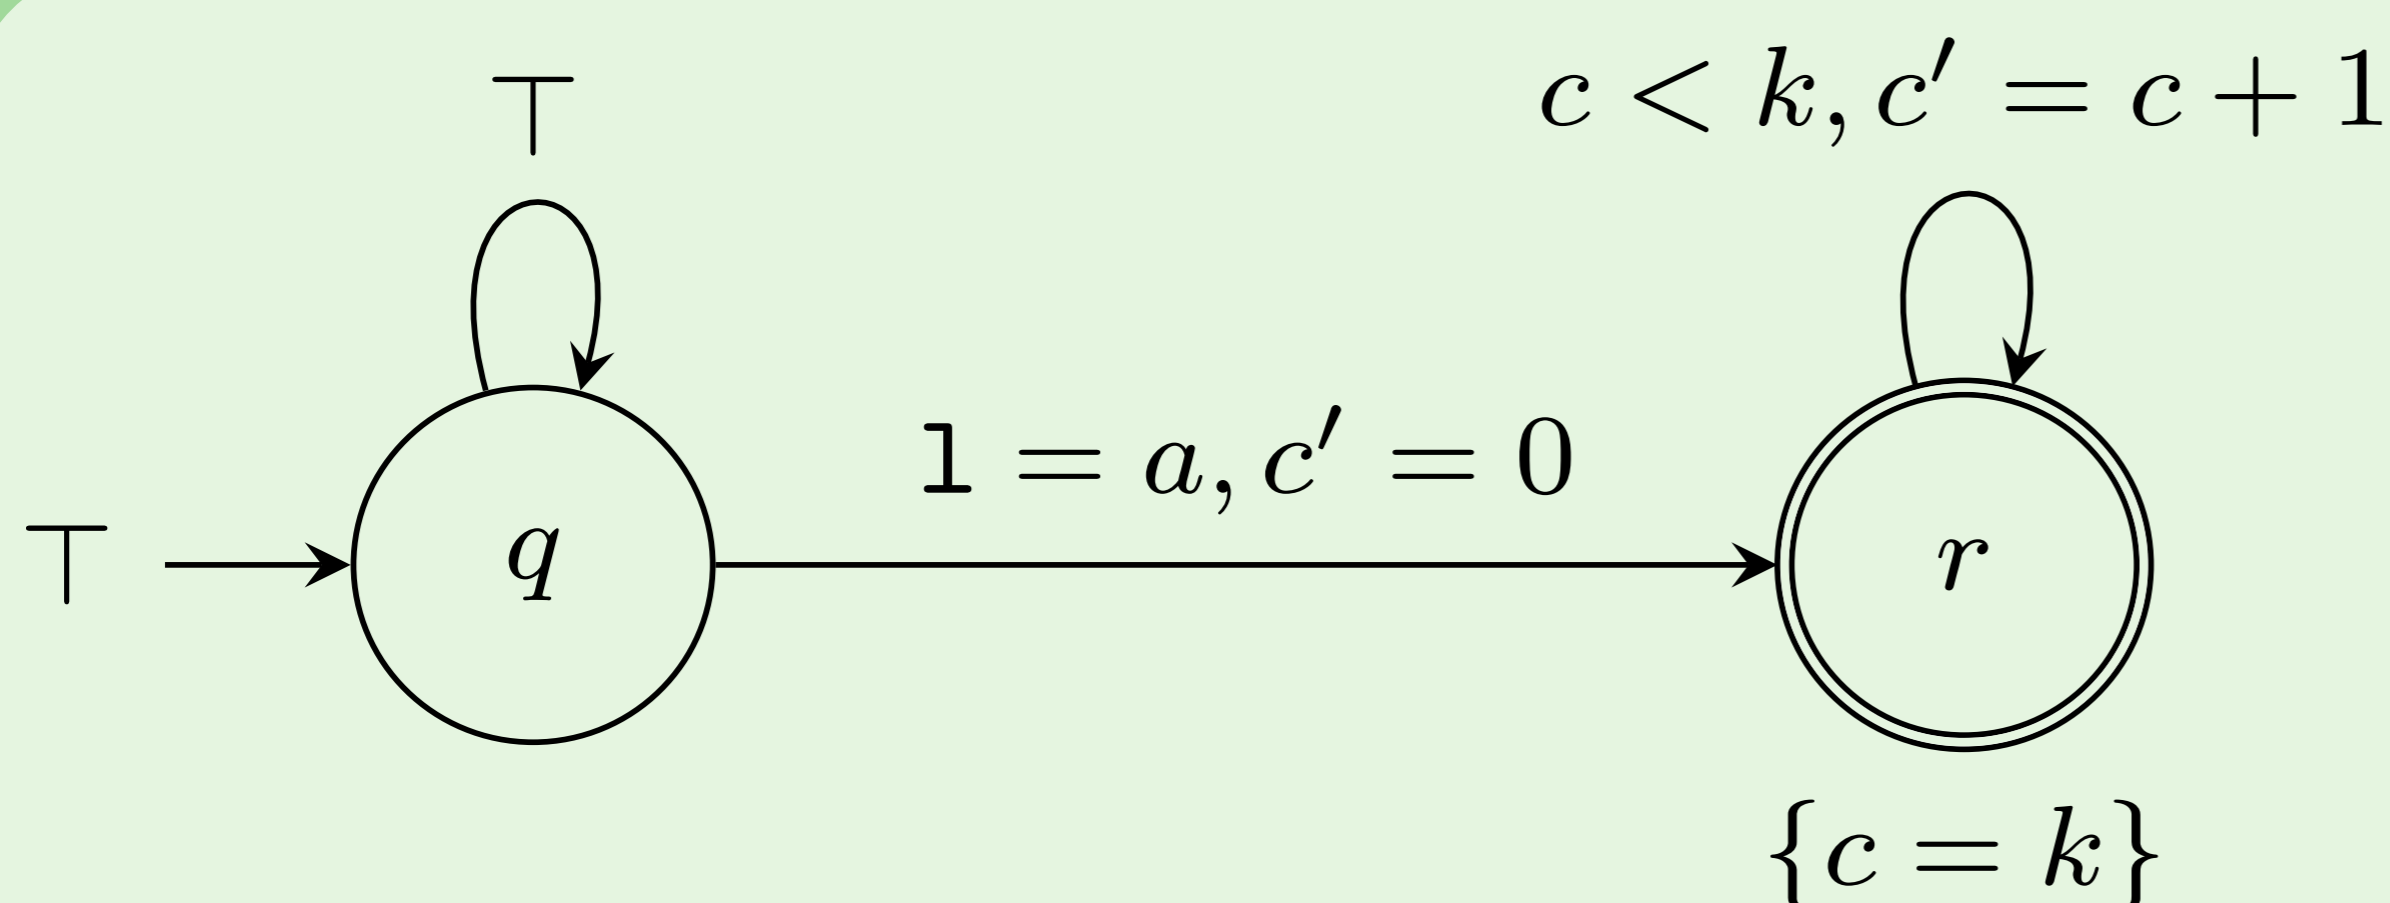 c < k, c′ = c + 1
⊤
l = a, c′ = 0
⊤
q
r
{c = k}